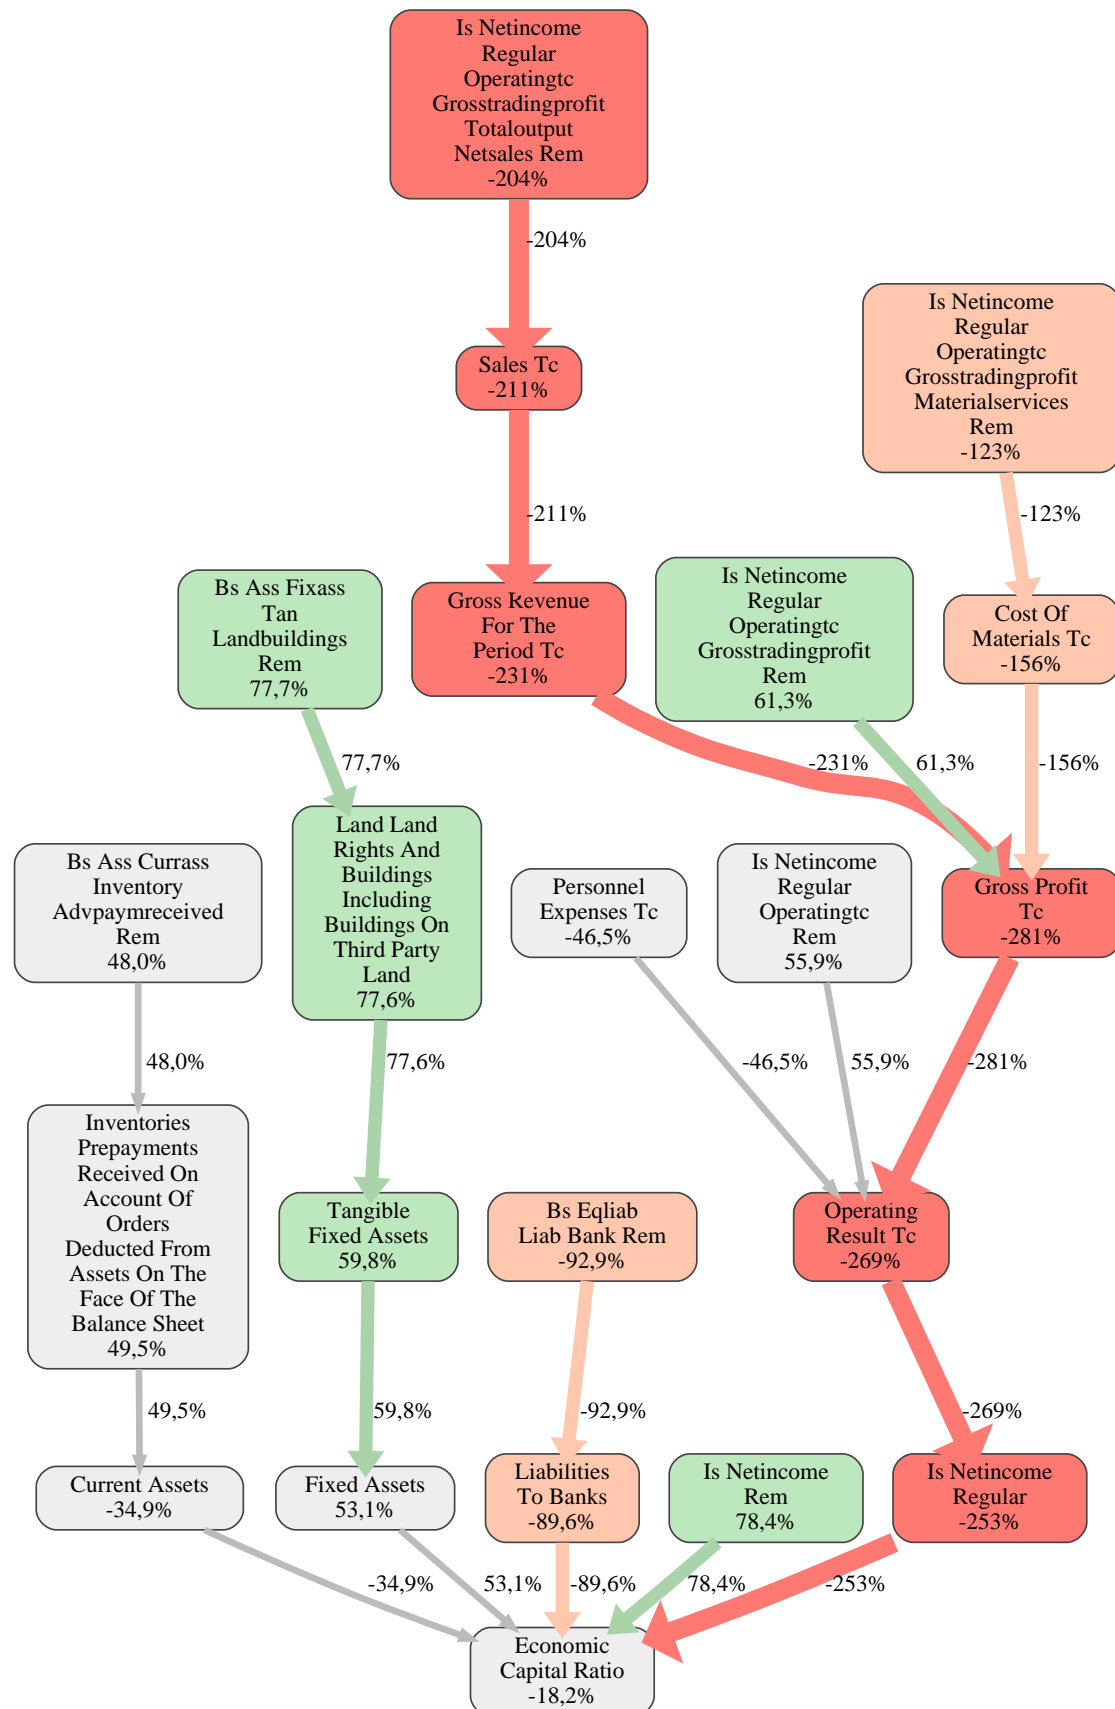 Is Netincome
Regular
Operatingtc
Grosstradingprofit
Totaloutput
Netsales Rem
-204%
-204%
Is Netincome
Regular
Operatingtc
Grosstradingprofit
Materialservices
Rem
-123%
Sales Tc
-211%
-211%
-123%
Bs Ass Fixass
Tan
Landbuildings
Rem
77,7%
Gross Revenue
For The
Period Tc
-231%
Is Netincome
Regular
Operatingtc
Grosstradingprofit
Rem
61,3%
Cost Of
Materials Tc
-156%
77,7%
-231%
61,3%
-156%
Bs Ass Currass
Inventory
Advpaymreceived
Rem
48,0%
Land Land
Rights And
Buildings
Including
Buildings On
Third Party
Land
77,6%
Personnel
Expenses Tc
-46,5%
Is Netincome
Regular
Operatingtc
Rem
55,9%
Gross Profit
Tc
-281%
48,0%
77,6%
-46,5%
55,9%
-281%
Inventories
Prepayments
Received On
Account Of
Orders
Deducted From
Assets On The
Face Of The
Balance Sheet
49,5%
Tangible
Fixed Assets
59,8%
Bs Eqliab
Liab Bank Rem
-92,9%
Operating
Result Tc
-269%
49,5%
59,8%
-92,9%
-269%
Current Assets
-34,9%
Fixed Assets
53,1%
Liabilities
To Banks
-89,6%
Is Netincome
Rem
78,4%
Is Netincome
Regular
-253%
-34,9%
53,1%
-89,6%
78,4%
-253%
Economic
Capital Ratio
-18,2%